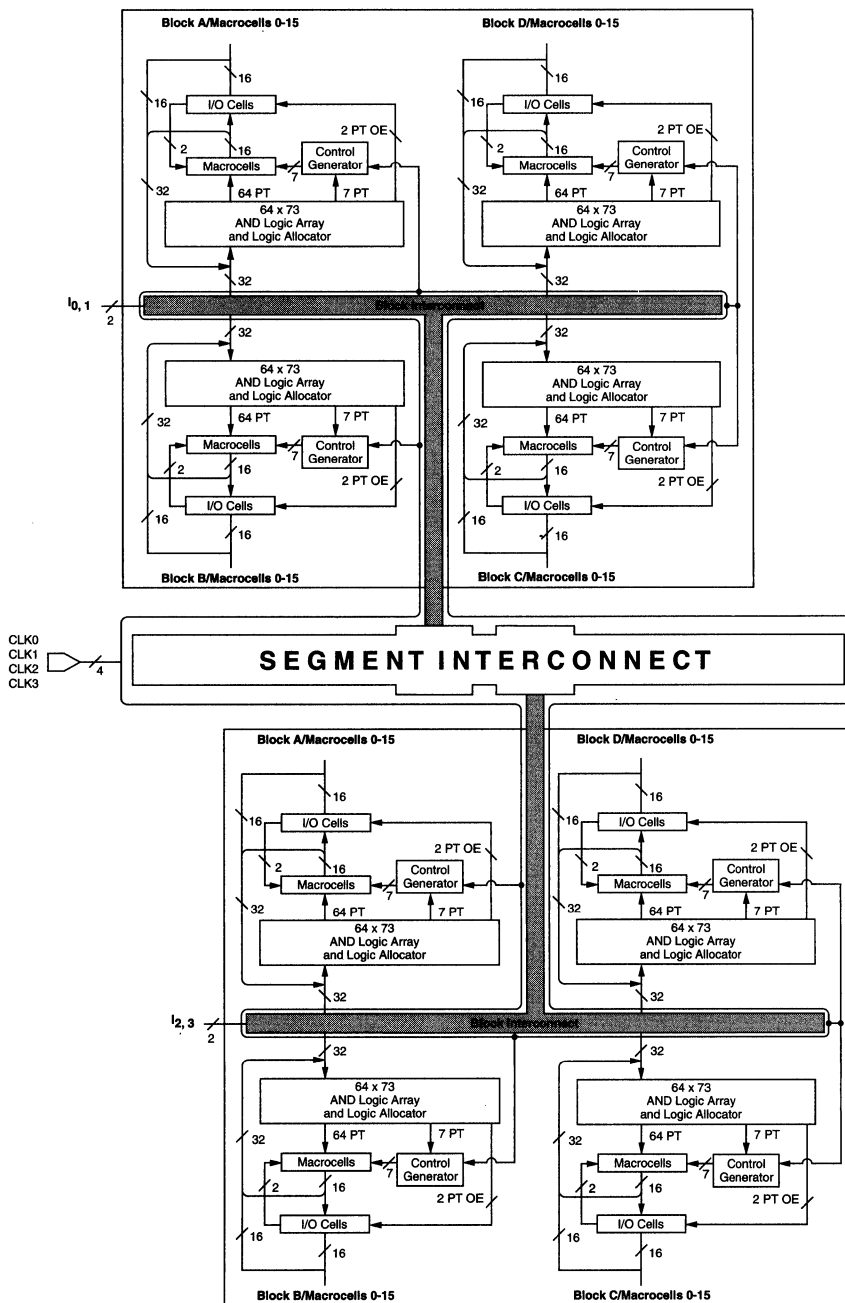 Block A/Macrocells 0-15
Block D/Macrocells 0-15
16
16
16
I/O Cells
16
I/O Cells
2 PT OE
2 PT OE
2
16
Control
Generator
2
16
Control
Generator
Macrocells
7
Macrocells
7
32
64 PT
7 PT
32
64 PT
7 PT
64 x 73
AND Logic Array
and Logic Allocator
64 x 73
AND Logic Array
and Logic Allocator
32
32
I0, 1
2
Block Interconnect
32
32
64 x 73
AND Logic Array
and Logic Allocator
64 x 73
AND Logic Array
and Logic Allocator
32
64 PT
7 PT
32
64 PT
7 PT
Macrocells
7
Control
Generator
Macrocells
7
Control
Generator
2
16
2
16
2 PT OE
2 PT OE
I/O Cells
I/O Cells
16
16
16
16
Block B/Macrocells 0-15
Block C/Macrocells 0-15
CLK0
CLK1
CLK2
CLK3
4
SEGMENT INTERCONNECT
Block A/Macrocells 0-15
Block D/Macrocells 0-15
16
16
16
I/O Cells
16
I/O Cells
2 PT OE
2 PT OE
2
16
Control
Generator
2
16
Control
Generator
Macrocells
7
Macrocells
7
32
64 PT
7 PT
32
64 PT
7 PT
64 x 73
AND Logic Array
and Logic Allocator
64 x 73
AND Logic Array
and Logic Allocator
32
32
I2, 3
2
Block Interconnect
32
32
64 x 73
AND Logic Array
and Logic Allocator
64 x 73
AND Logic Array
and Logic Allocator
32
64 PT
7 PT
32
64 PT
7 PT
Macrocells
7
Control
Generator
Macrocells
7
Control
Generator
2
16
2
16
2 PT OE
2 PT OE
I/O Cells
I/O Cells
16
16
16
16
Block B/Macrocells 0-15
Block C/Macrocells 0-15